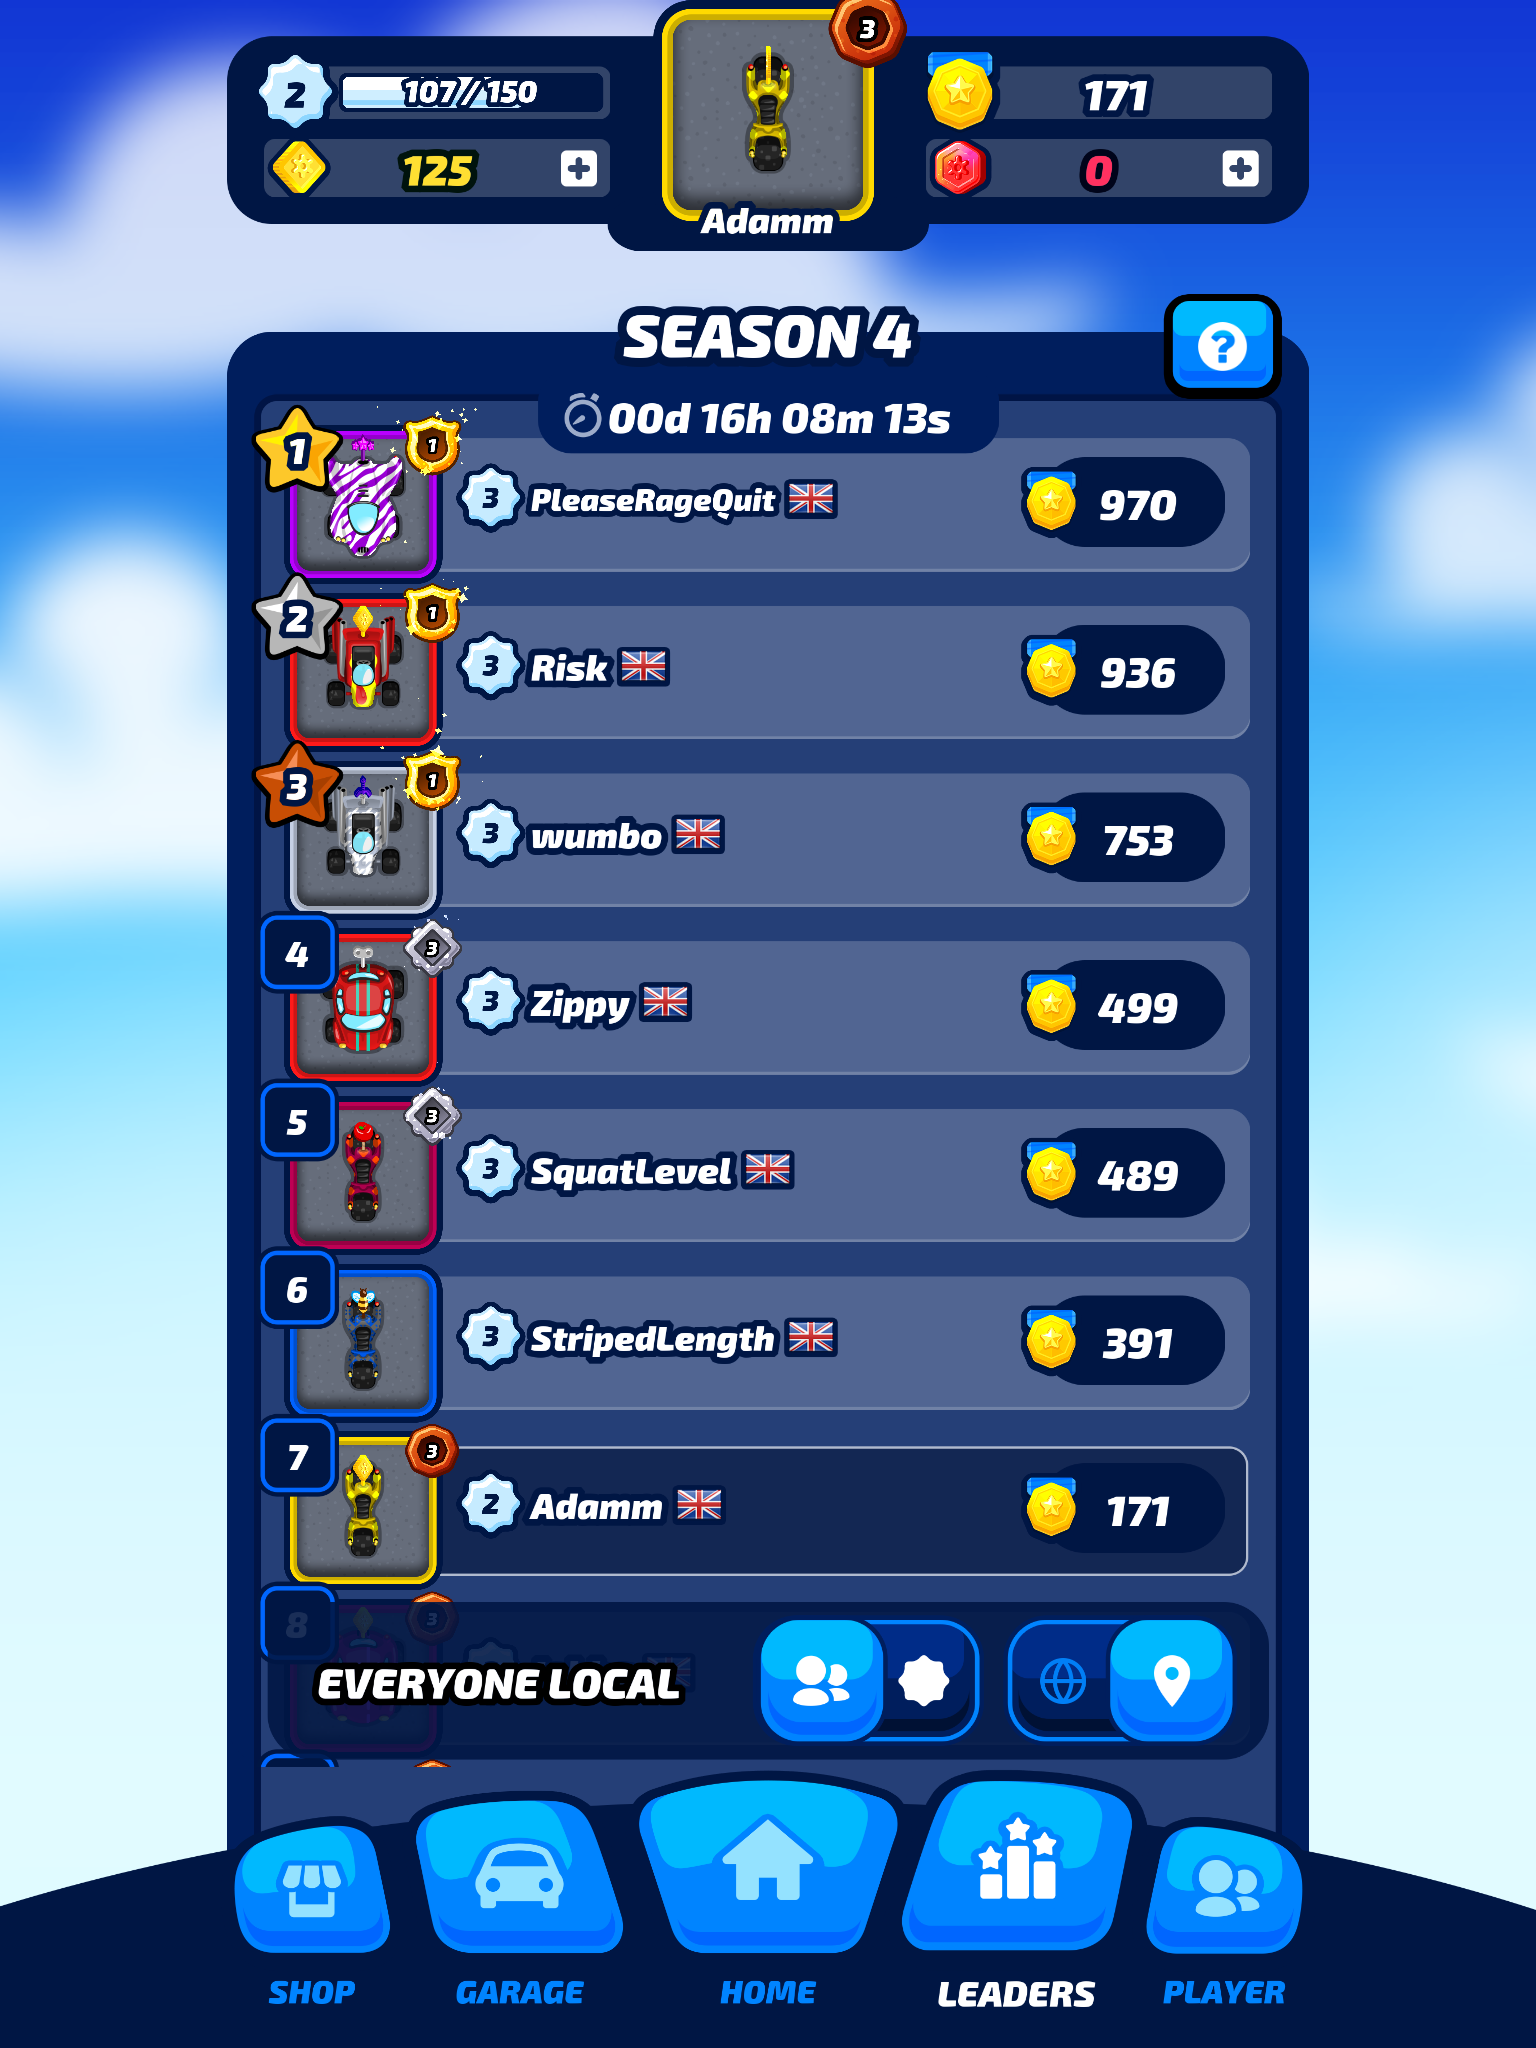 3
2 107/150 171
125 + 0 +
Adamm
SEASON 4
?
00d 16h 08m 13s
1 1 3 PleaseRageQuit 970
2 1 3 Risk 936
3 1 3 wumbo 753
4 3 3 Zippy 499
5 3 3 SquatLevel 489
6 3 StripedLength 391
7 3 2 Adamm 171
8 3
EVERYONE LOCAL
SHOP GARAGE HOME LEADERS PLAYER